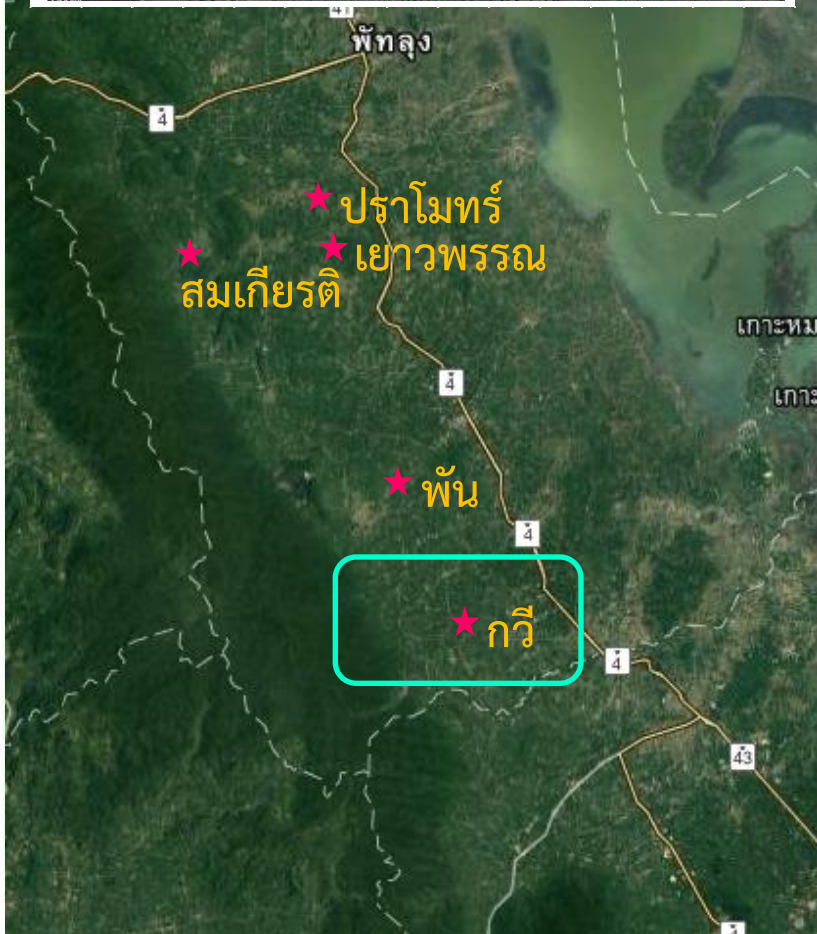 41
พัทลุง
4
ปราโมทร์
เยาวพรรณ
สมเกียรติ
เกาะหม
4
เกาะ
พัน
4
กวี
4
43
4